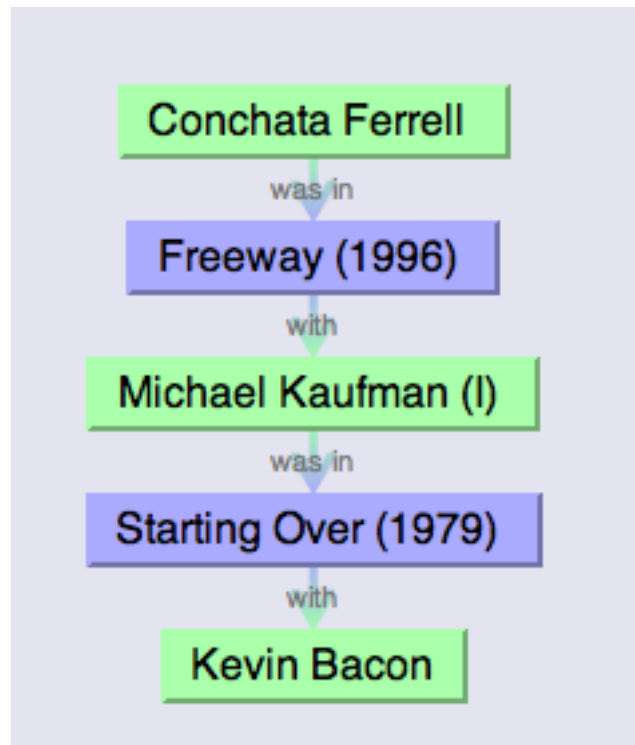 Conchata Ferrell
was in
Freeway (1996)
with
Michael Kaufman (I)
was in
Starting Over (1979)
with
Kevin Bacon